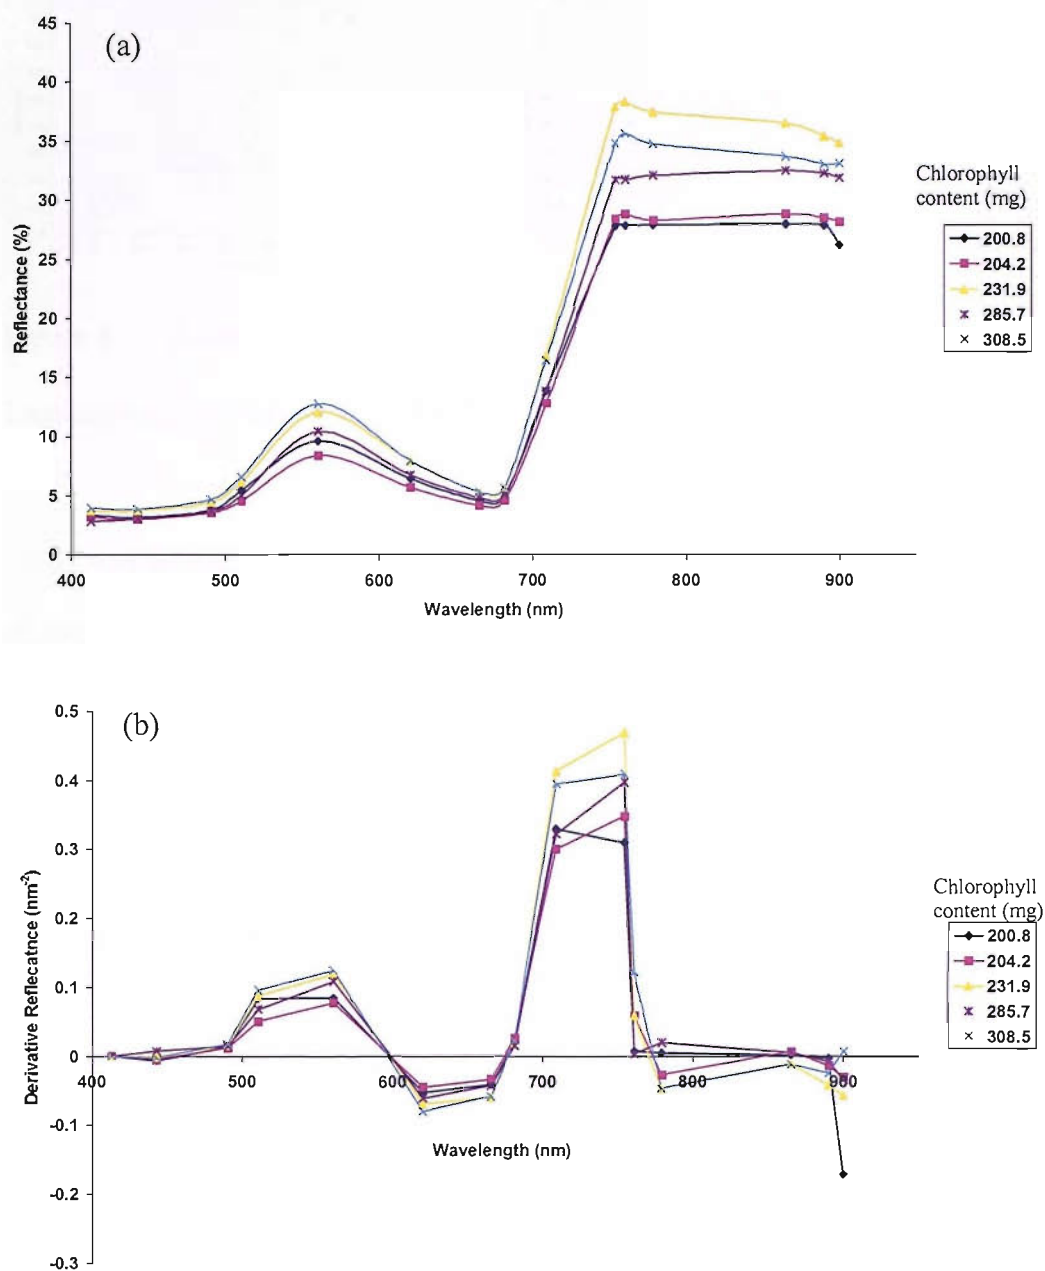 (a)
45
40
35
30
25
20
15
10
5
0
Reflectance (%)
400 500 600 700 800 900
Wavelength (nm)
Chlorophyll
content (mg)
200.8
204.2
231.9
285.7
308.5
(b)
0.5
0.4
0.3
0.2
0.1
0
-0.1
-0.2
-0.3
Derivative Reflecatnce (nm-2)
400 500 600 700 800 900
Wavelength (nm)
Chlorophyll
content (mg)
200.8
204.2
231.9
285.7
308.5